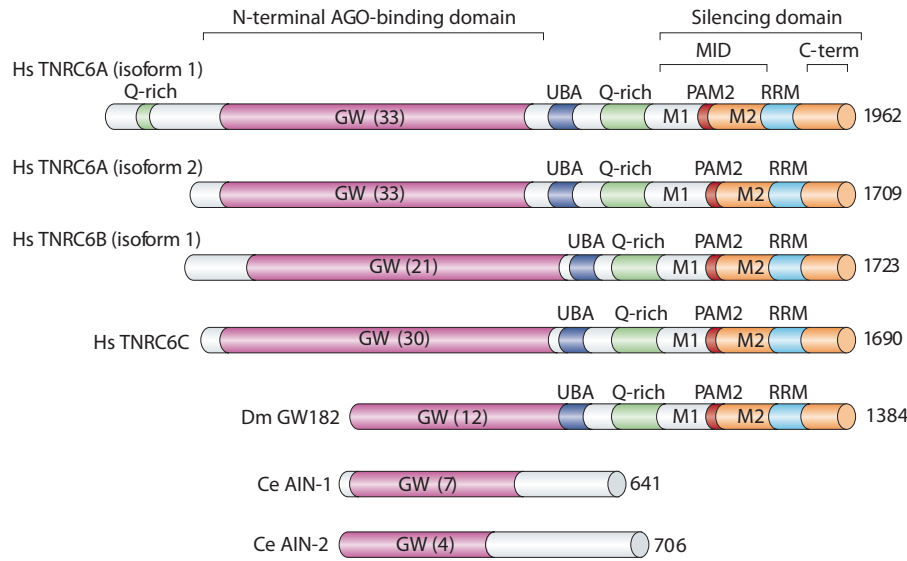 N-terminal AGO-binding domain Silencing domain
MID C-term
Hs TNRC6A (isoform 1)
Q-rich UBA Q-rich PAM2 RRM
GW (33) M1 M2 1962
Hs TNRC6A (isoform 2)
UBA Q-rich PAM2 RRM
GW (33) M1 M2 1709
Hs TNRC6B (isoform 1)
UBA Q-rich PAM2 RRM
GW (21) M1 M2 1723
UBA Q-rich PAM2 RRM
Hs TNRC6C GW (30) M1 M2 1690
UBA Q-rich PAM2 RRM
Dm GW182 GW (12) M1 M2 1384
Ce AIN-1 GW (7) 641
Ce AIN-2 GW (4) 706